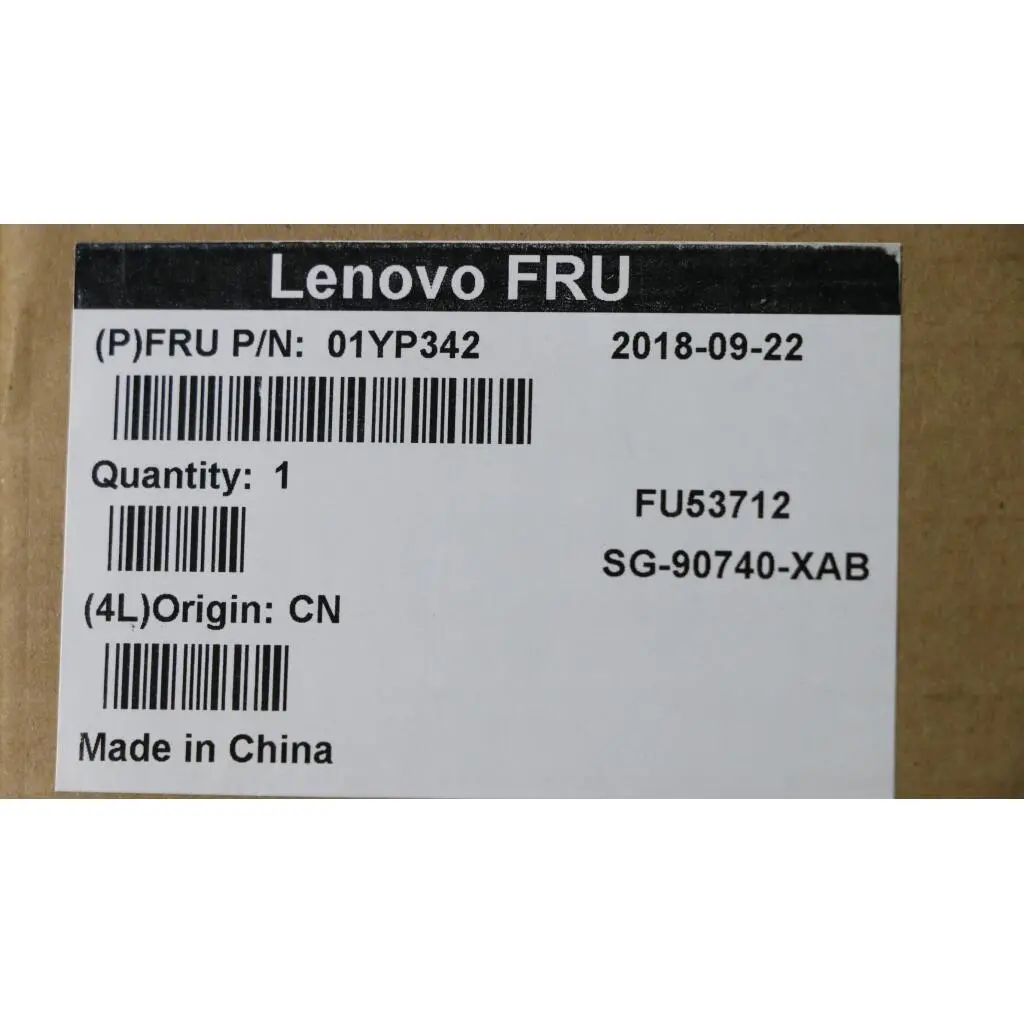 Lenovo FRU
(P)FRU P/N: 01YP342
2018-09-22
Quantity: 1
FU53712
SG-90740-XAB
(4L)Origin: CN
Made in China